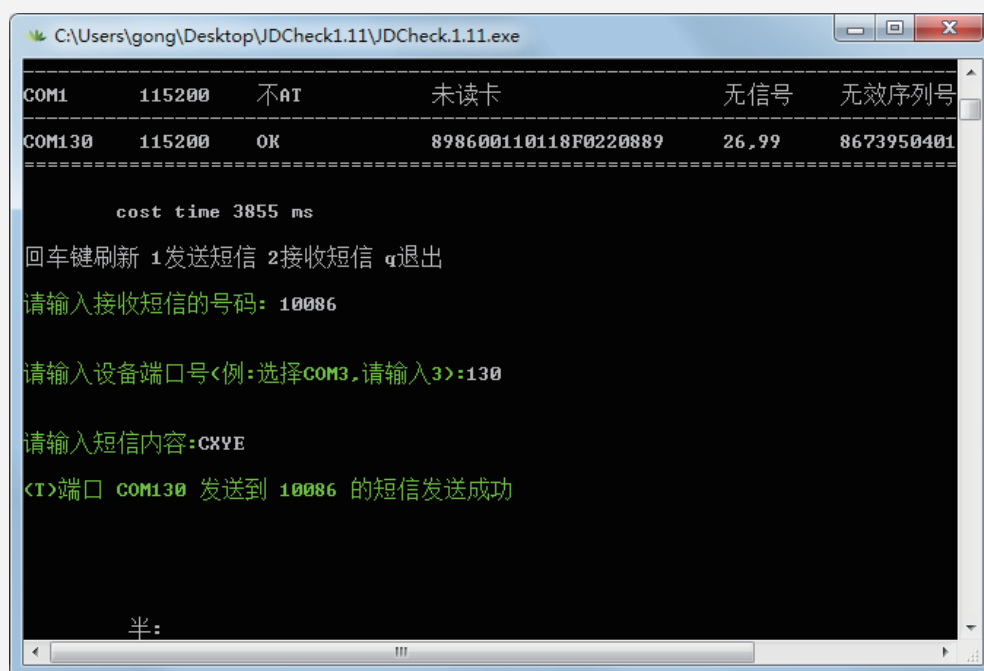 C:\Users\gong\Desktop\JDCheck1.11\JDCheck.1.11.exe
COM1 115200 不AT 未读卡 无信号 无效序列号
COM130 115200 OK 898600110118F0220889 26,99 8673950401
cost time 3855 ms
回车键刷新 1发送短信 2接收短信 q退出
请输入接收短信的号码: 10086
请输入设备端口号(例:选择COM3,请输入3):130
请输入短信内容:CXYE
(T)端口 COM130 发送到 10086 的短信发送成功
半: